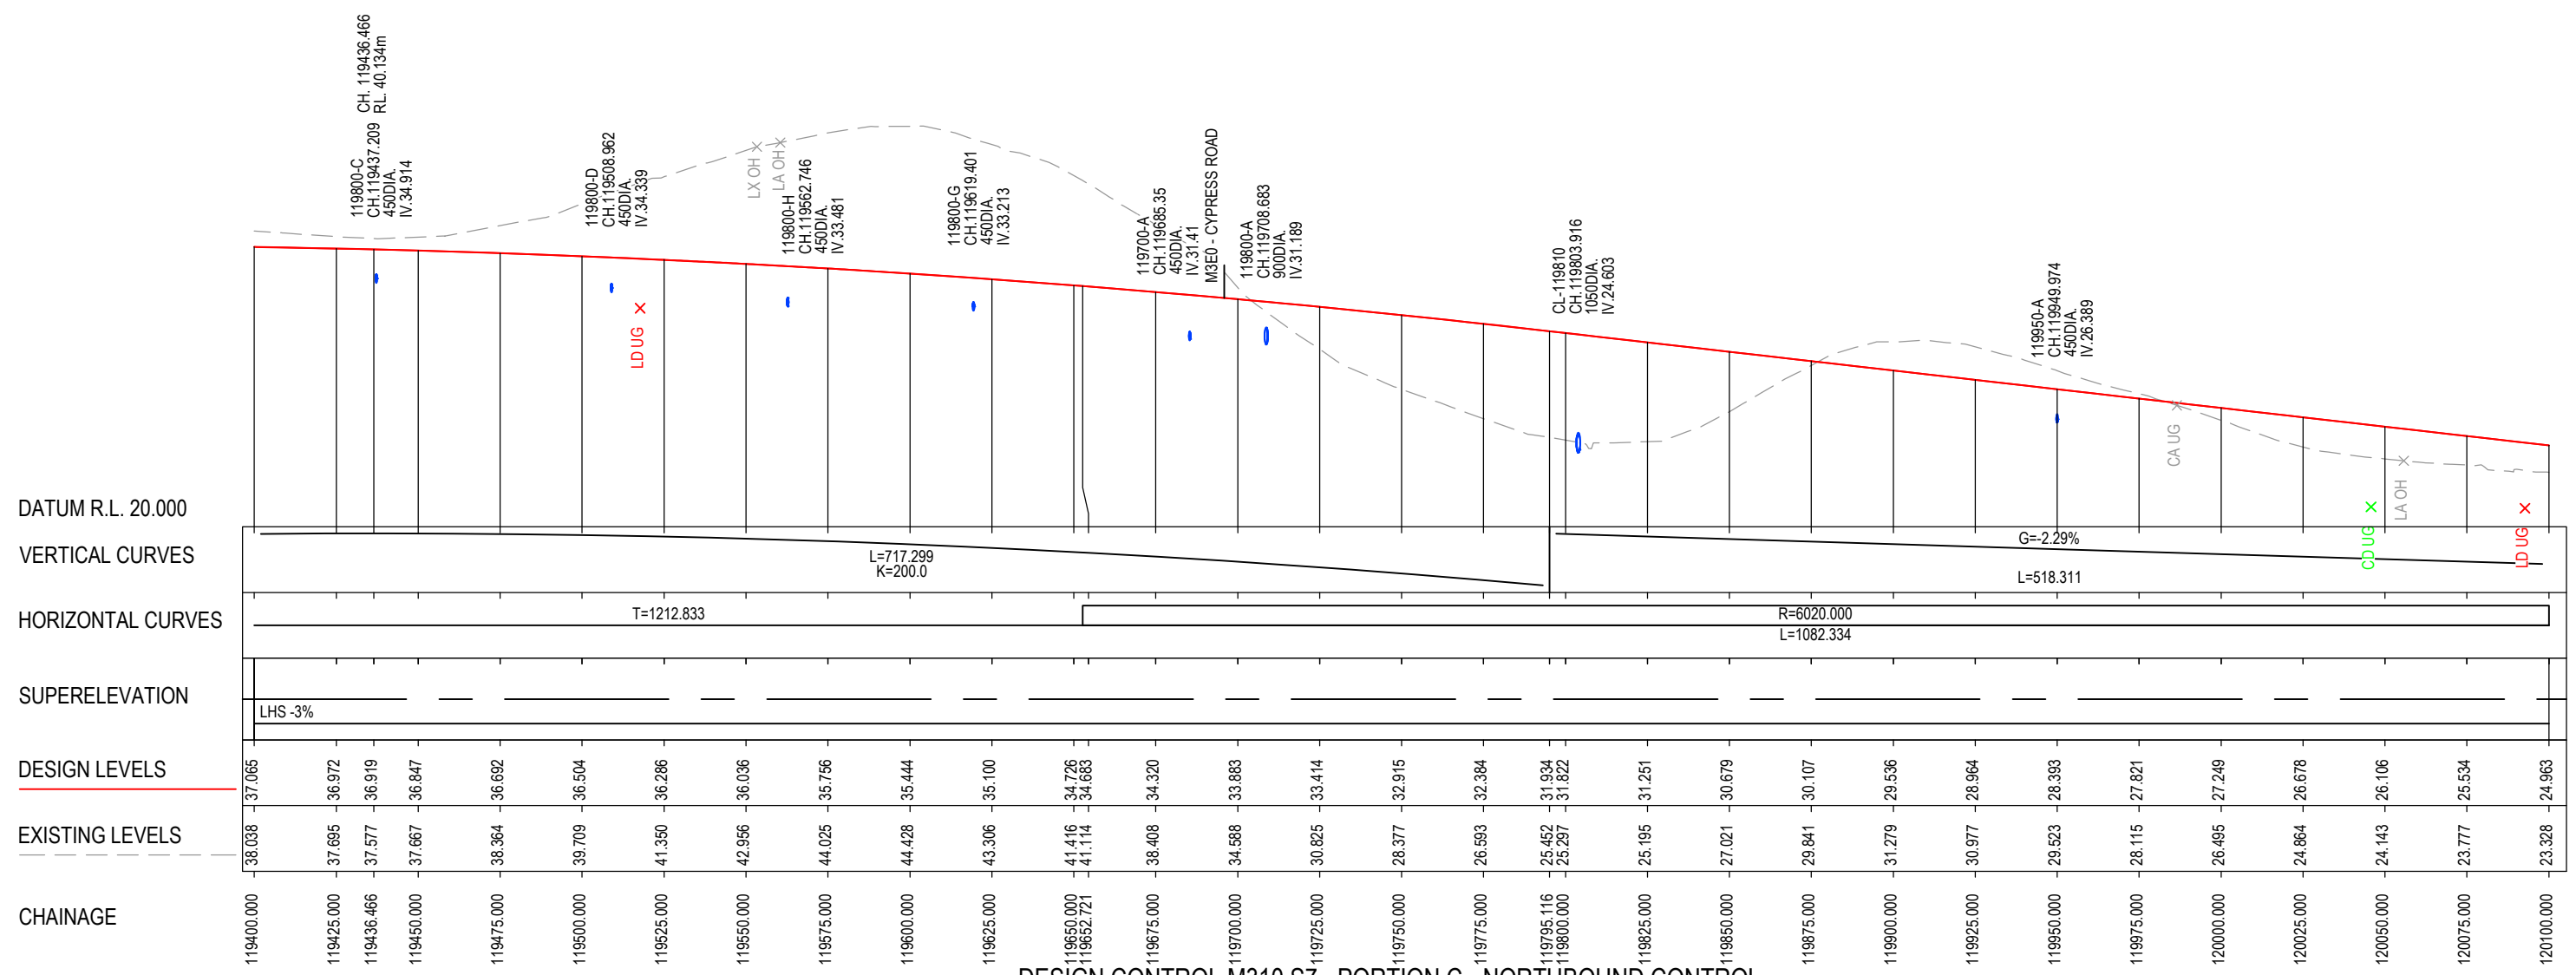 CH. 119436.466
RL. 40.134m
119800-C
CH.119437.209
450DIA.
IV.34.914
119800-D
CH.119508.962
450DIA.
IV.34.339
LX OH
LA OH
119800-H
CH.119562.746
450DIA.
IV.33.481
119800-G
CH.119619.401
450DIA.
IV.33.213
119700-A
CH.119685.35
450DIA.
IV.31.41
M3E0 - CYPRESS ROAD
119800-A
CH.119708.683
900DIA.
IV.31.189
CL-119810
CH.119803.916
1050DIA.
IV.24.603
119950-A
CH.119949.974
450DIA.
IV.26.389
LD UG
CA UG
LA OH
CD UG
LD UG
DATUM R.L. 20.000
VERTICAL CURVES
L=717.299
K=200.0
G=-2.29%
L=518.311
HORIZONTAL CURVES
T=1212.833
R=6020.000
L=1082.334
SUPERELEVATION
LHS -3%
DESIGN LEVELS
37.065 36.972 36.919 36.847 36.692 36.504 36.286 36.036 35.756 35.444 35.100 34.726 34.683 34.320 33.883 33.414 32.915 32.384 31.934 31.822 31.251 30.679 30.107 29.536 28.964 28.393 27.821 27.249 26.678 26.106 25.534 24.963
EXISTING LEVELS
38.038 37.695 37.577 37.667 38.364 39.709 41.350 42.956 44.025 44.428 43.306 41.416 41.114 38.408 34.588 30.825 28.377 26.593 25.452 25.297 25.195 27.021 29.841 31.279 30.977 29.523 28.115 26.495 24.864 24.143 23.777 23.328
CHAINAGE
119400.000 119425.000 119436.466 119450.000 119475.000 119500.000 119525.000 119550.000 119575.000 119600.000 119625.000 119650.000 119652.721 119675.000 119700.000 119725.000 119750.000 119775.000 119795.116 119800.000 119825.000 119850.000 119875.000 119900.000 119925.000 119950.000 119975.000 120000.000 120025.000 120050.000 120075.000 120100.000
DESIGN CONTROL M310 S7 - PORTION C - NORTHBOUND CONTROL